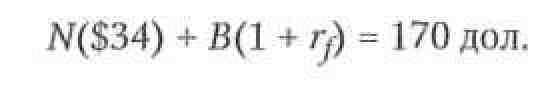 N($34) + B(1 + r_f) = 170 дол.